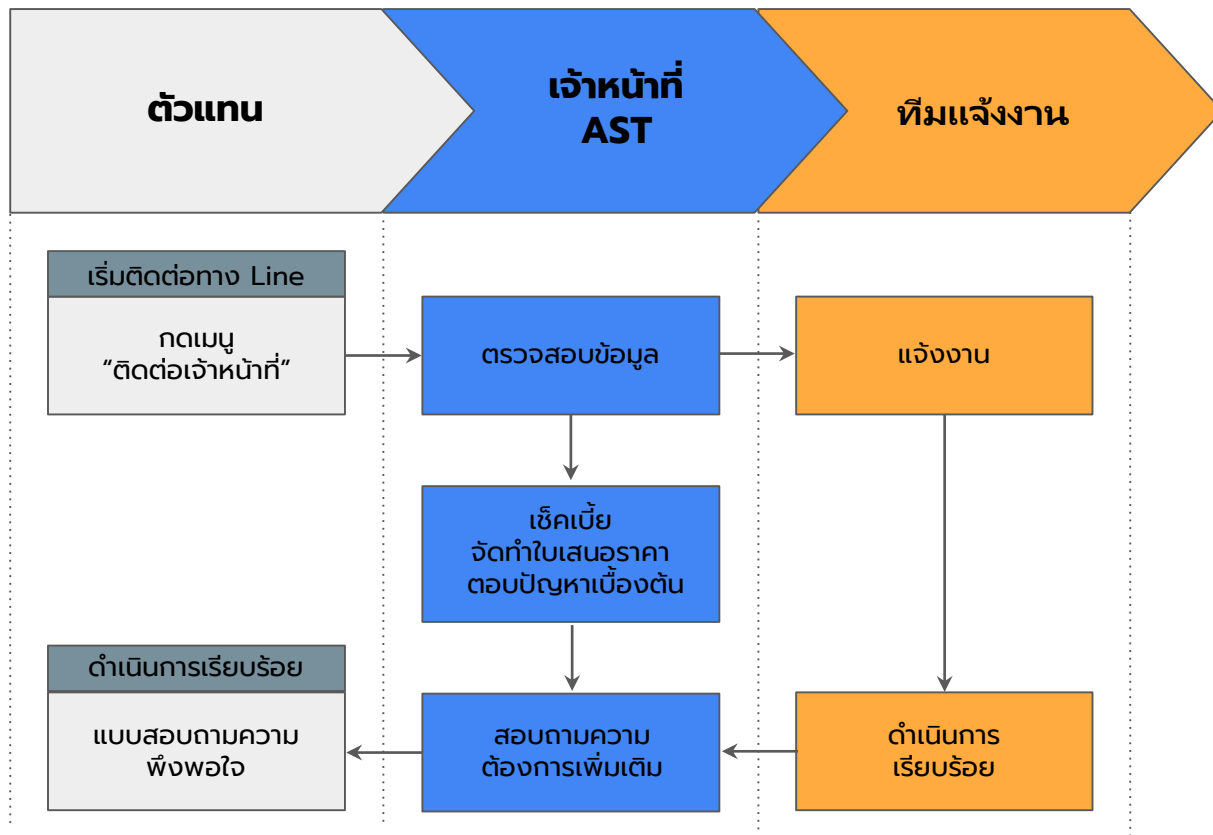 ตัวแทน
เจ้าหน้าที่
AST
ทีมแจ้งงาน
เริ่มติดต่อทาง Line
กดเมนู
“ติดต่อเจ้าหน้าที่”
ตรวจสอบข้อมูล
แจ้งงาน
เช็คเบี้ย
จัดทำใบเสนอราคา
ตอบปัญหาเบื้องต้น
ดำเนินการเรียบร้อย
แบบสอบถามความ
พึงพอใจ
สอบถามความ
ต้องการเพิ่มเติม
ดำเนินการ
เรียบร้อย